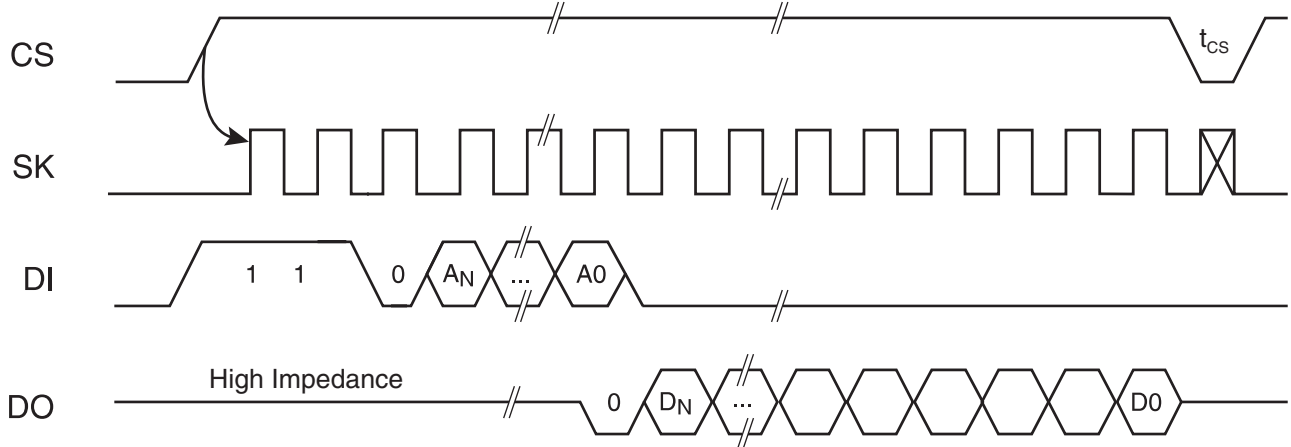 CS t_CS
SK
DI 1 1 0 A_N ... A0
High Impedance
DO 0 D_N ... D0